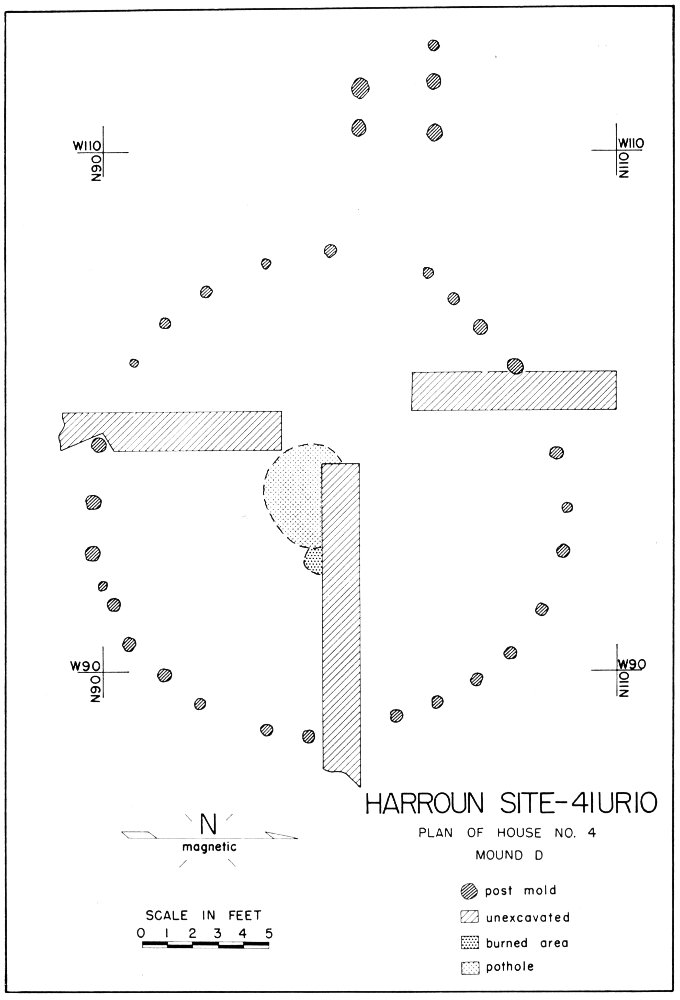 W110
N90
W110
N110
W90
N90
W90
N110
HARROUN SITE-41UR10
PLAN OF HOUSE NO. 4
MOUND D
N
magnetic
SCALE IN FEET
0 1 2 3 4 5
post mold
unexcavated
burned area
pothole